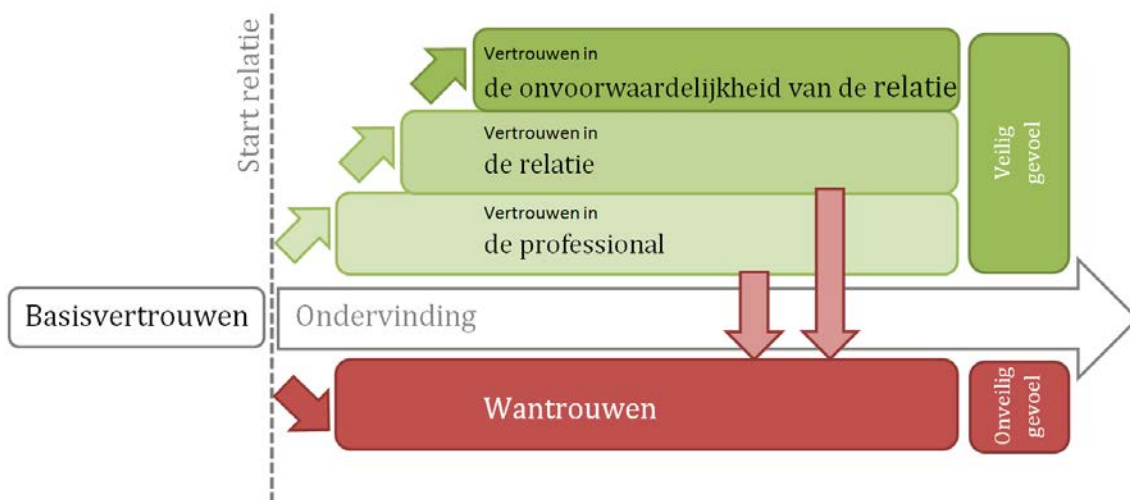 Start relatie
Vertrouwen in
de onvoorwaardelijkheid van de relatie
Vertrouwen in
de relatie
Vertrouwen in
de professional
Veilig
gevoel
Basisvertrouwen
Ondervinding
Wantrouwen
Onveilig
gevoel